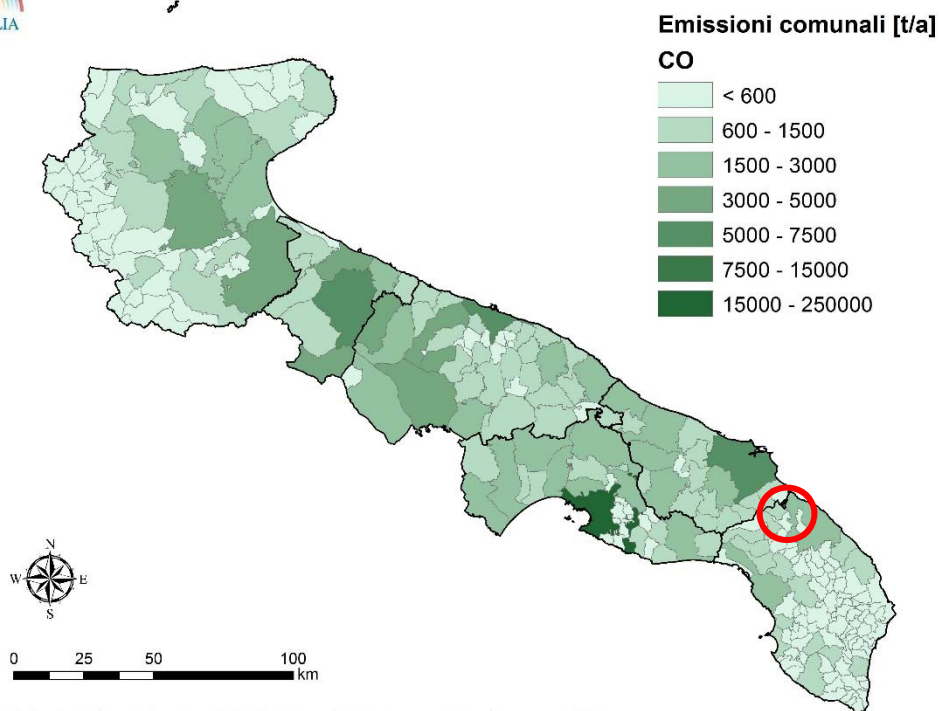 LIA
Emissioni comunali [t/a]
CO
< 600
600 - 1500
1500 - 3000
3000 - 5000
5000 - 7500
7500 - 15000
15000 - 250000
N
W E
S
0 25 50 100
km